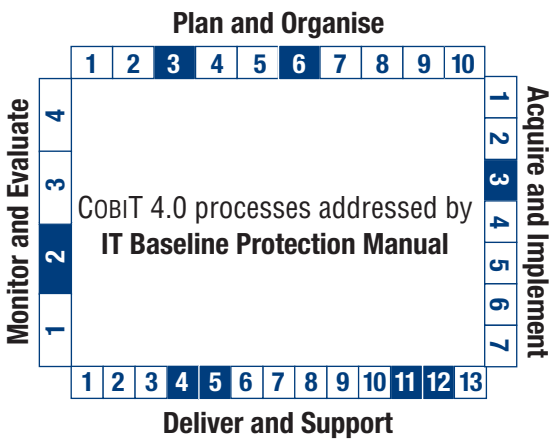 Plan and Organise
1 2 3 4 5 6 7 8 9 10
Monitor and Evaluate
4
3
2
1
COBIT 4.0 processes addressed by
IT Baseline Protection Manual
1
2
3
4
5
6
7
Acquire and Implement
1 2 3 4 5 6 7 8 9 10 11 12 13
Deliver and Support